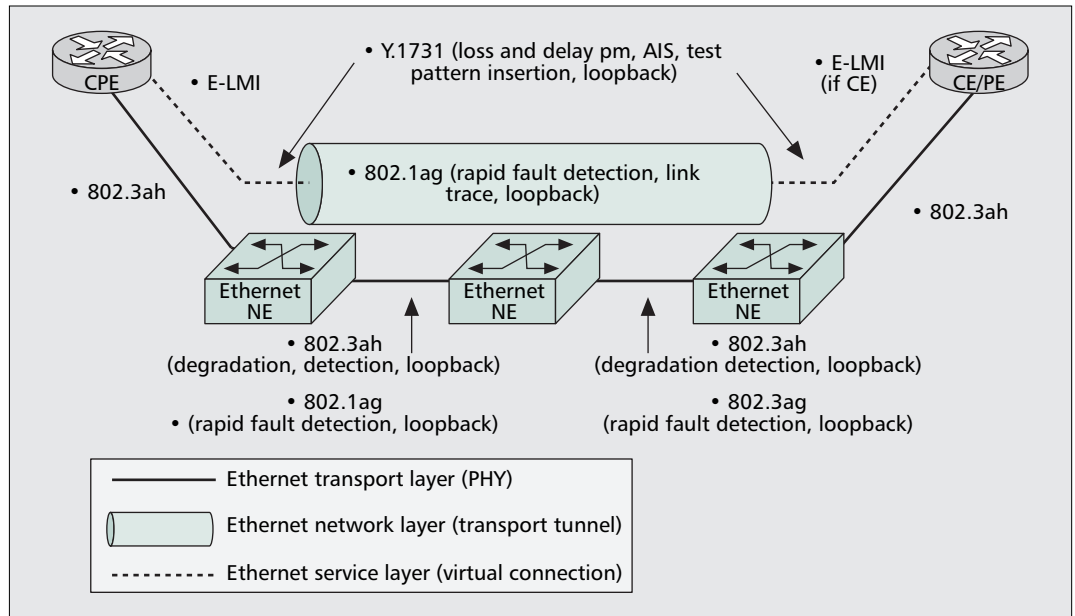 • Y.1731 (loss and delay pm, AIS, test
pattern insertion, loopback)
CPE
• E-LMI
• E-LMI
(if CE)
CE/PE
• 802.1ag (rapid fault detection, link
trace, loopback)
• 802.3ah
• 802.3ah
Ethernet
NE
Ethernet
NE
Ethernet
NE
• 802.3ah
(degradation, detection, loopback)
• 802.1ag
• (rapid fault detection, loopback)
• 802.3ah
(degradation detection, loopback)
• 802.3ag
(rapid fault detection, loopback)
Ethernet transport layer (PHY)
Ethernet network layer (transport tunnel)
Ethernet service layer (virtual connection)